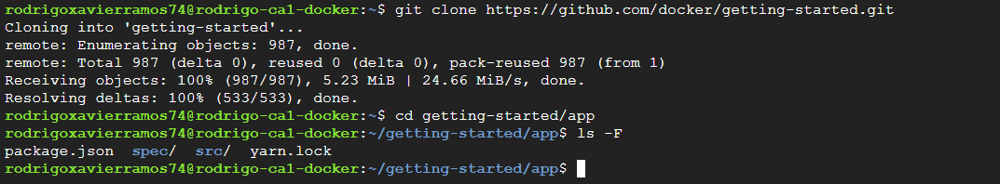 rodrigoxavierramos74@rodrigo-ca1-docker:~$ git clone https://github.com/docker/getting-started.git
Cloning into 'getting-started'...
remote: Enumerating objects: 987, done.
remote: Total 987 (delta 0), reused 0 (delta 0), pack-reused 987 (from 1)
Receiving objects: 100% (987/987), 5.23 MiB | 24.66 MiB/s, done.
Resolving deltas: 100% (533/533), done.
rodrigoxavierramos74@rodrigo-ca1-docker:~$ cd getting-started/app
rodrigoxavierramos74@rodrigo-ca1-docker:~/getting-started/app$ ls -F
package.json  spec/  src/  yarn.lock
rodrigoxavierramos74@rodrigo-ca1-docker:~/getting-started/app$